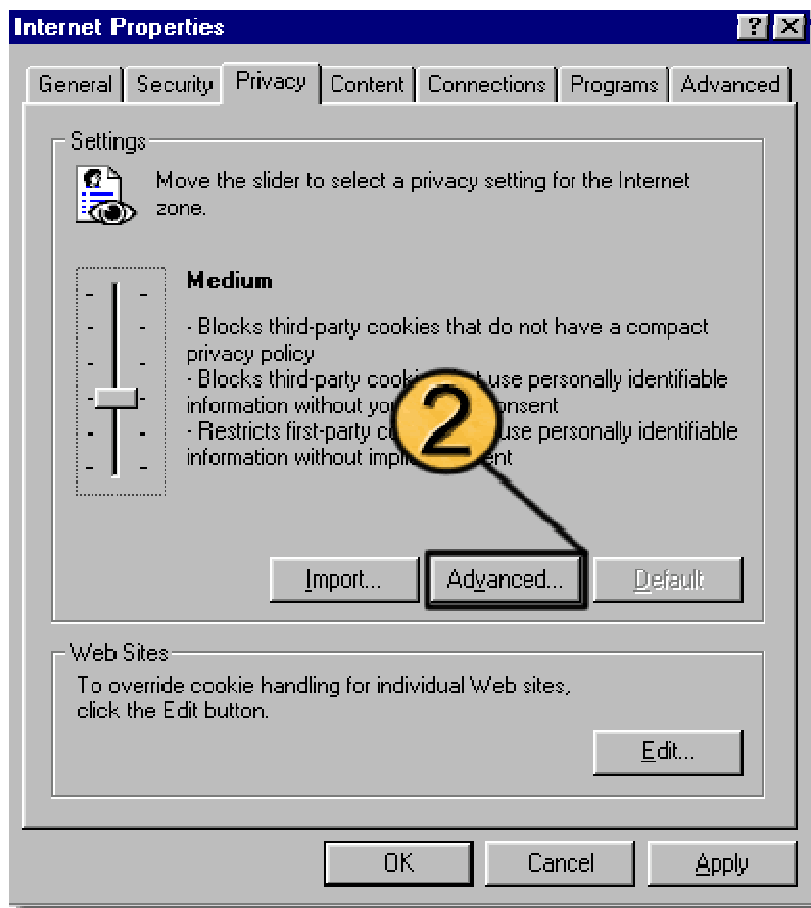 Internet Properties
General Security Privacy Content Connections Programs Advanced
Settings
Move the slider to select a privacy setting for the Internet
zone.
Medium
- Blocks third-party cookies that do not have a compact
privacy policy
- Blocks third-party use personally identifiable
information without
- Restricts first-party use personally identifiable
information without
2
Import... Advanced... Default
Web Sites
To override cookie handling for individual Web sites,
click the Edit button.
Edit...
OK Cancel Apply